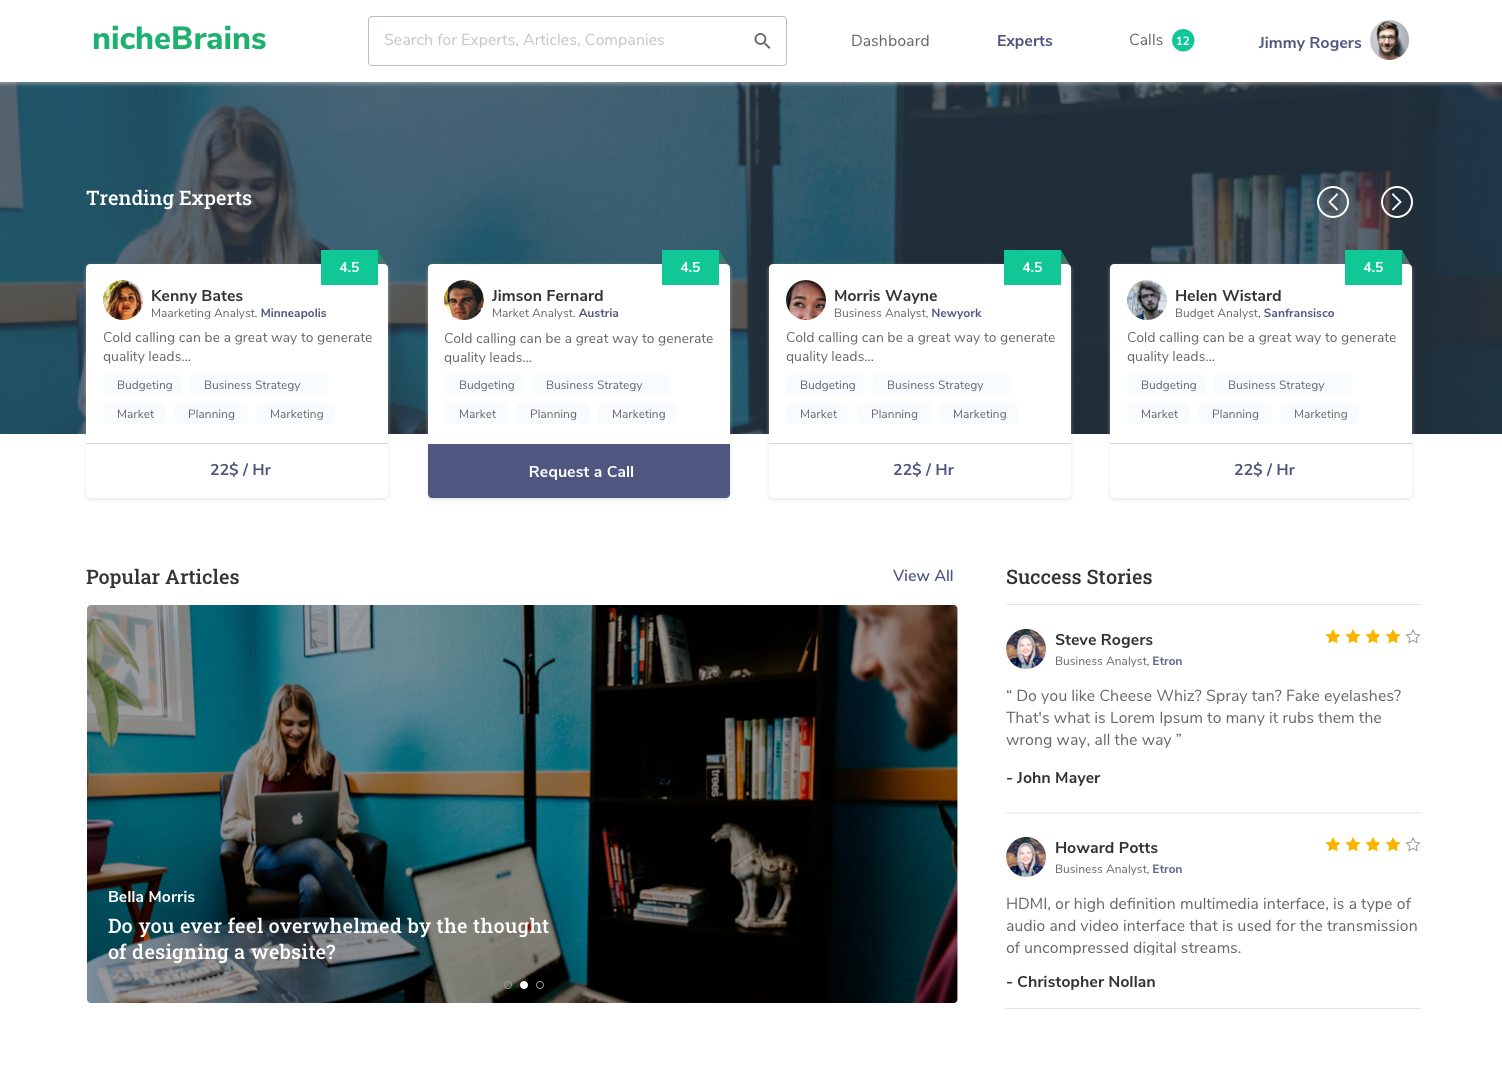 nicheBrains
Search for Experts, Articles, Companies
Dashboard
Experts
Calls 12
Jimmy Rogers
Trending Experts
4.5
Kenny Bates
Maarketing Analyst. Minneapolis
Cold calling can be a great way to generate
quality leads...
Budgeting Business Strategy
Market Planning Marketing
22$ / Hr
4.5
Jimson Fernard
Market Analyst. Austria
Cold calling can be a great way to generate
quality leads...
Budgeting Business Strategy
Market Planning Marketing
Request a Call
4.5
Morris Wayne
Business Analyst, Newyork
Cold calling can be a great way to generate
quality leads...
Budgeting Business Strategy
Market Planning Marketing
22$ / Hr
4.5
Helen Wistard
Budget Analyst, Sanfransisco
Cold calling can be a great way to generate
quality leads...
Budgeting Business Strategy
Market Planning Marketing
22$ / Hr
Popular Articles
View All
trees
Bella Morris
Do you ever feel overwhelmed by the thought
of designing a website?
Success Stories
Steve Rogers
Business Analyst, Etron
“ Do you like Cheese Whiz? Spray tan? Fake eyelashes?
That's what is Lorem Ipsum to many it rubs them the
wrong way, all the way ”
- John Mayer
Howard Potts
Business Analyst, Etron
HDMI, or high definition multimedia interface, is a type of
audio and video interface that is used for the transmission
of uncompressed digital streams.
- Christopher Nollan